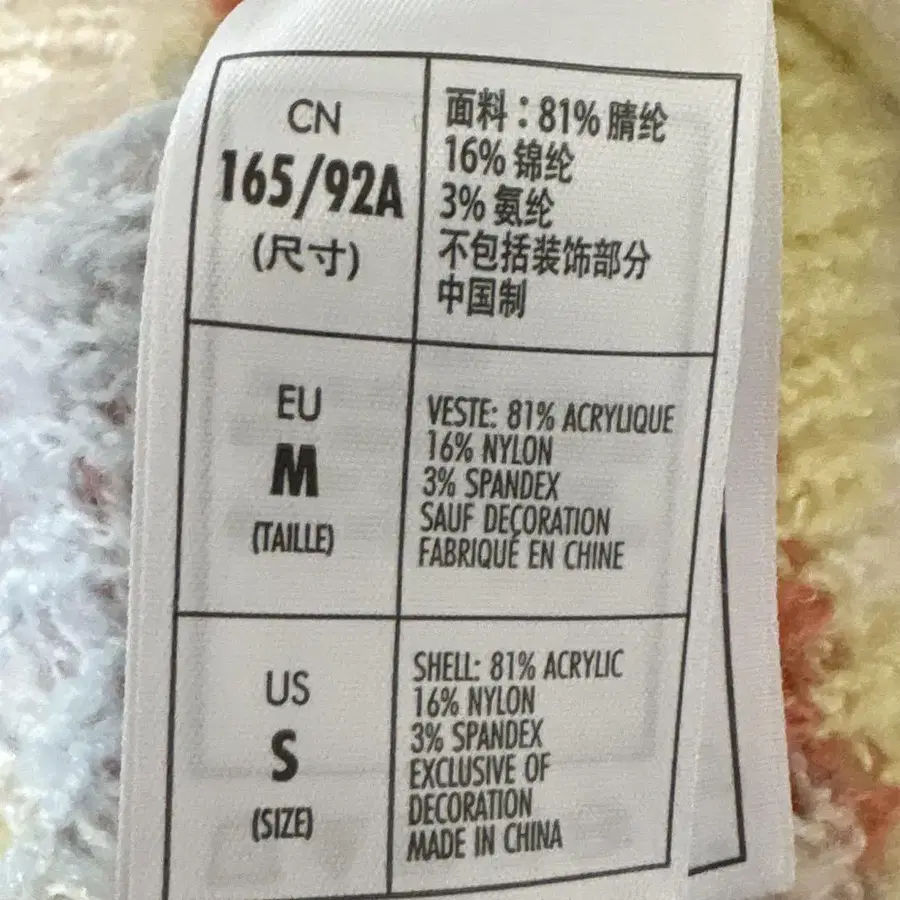 CN
165/92A
(尺寸)
面料：81% 腈纶
16% 锦纶
3% 氨纶
不包括装饰部分
中国制
EU
M
(TAILLE)
VESTE: 81% ACRYLIQUE
16% NYLON
3% SPANDEX
SAUF DEÇORATION
FABRIQUÉ EN CHINE
US
S
(SIZE)
SHELL: 81% ACRYLIC
16% NYLON
3% SPANDEX
EXCLUSIVE OF
DECORATION
MADE IN CHINA